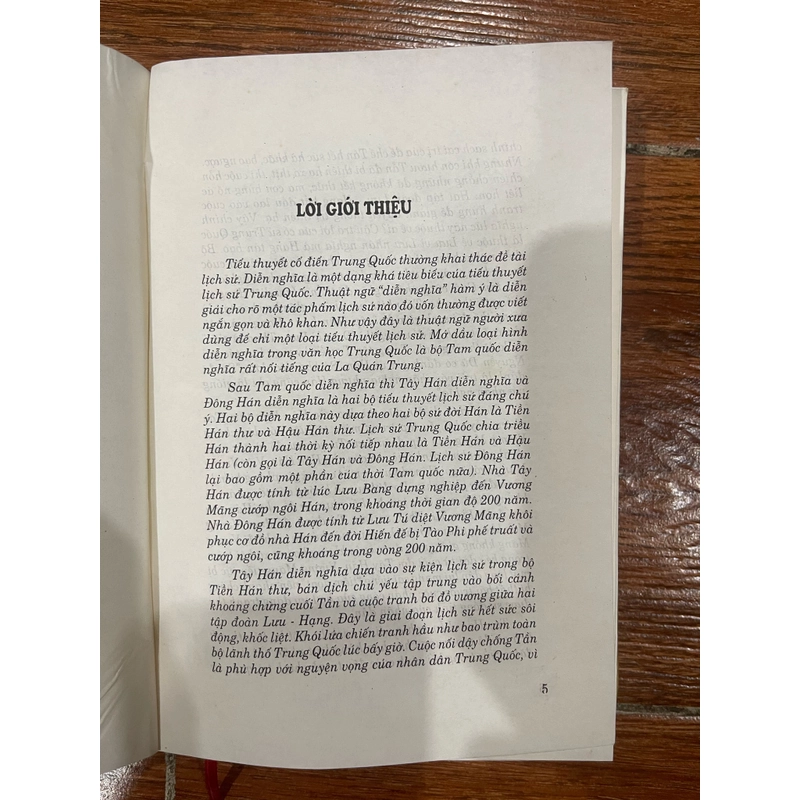 LỜI GIỚI THIỆU
Tiểu thuyết cổ điển Trung Quốc thường khai thác đề tài
lịch sử. Diễn nghĩa là một dạng khá tiêu biểu của tiểu thuyết
lịch sử Trung Quốc. Thuật ngữ "diễn nghĩa" hàm ý là diễn
giải cho rõ một tác phẩm lịch sử nào đó vốn thường được viết
ngắn gọn và khô khan. Như vậy đây là thuật ngữ người xưa
dùng để chỉ một loại tiểu thuyết lịch sử. Mở đầu loại hình
diễn nghĩa trong văn học Trung Quốc là bộ Tam quốc diễn
nghĩa rất nổi tiếng của La Quán Trung.
Sau Tam quốc diễn nghĩa thì Tây Hán diễn nghĩa và
Đông Hán diễn nghĩa là hai bộ tiểu thuyết lịch sử đáng chú
ý. Hai bộ diễn nghĩa này dựa theo hai bộ sử đời Hán là Tiền
Hán thư và Hậu Hán thư. Lịch sử Trung Quốc chia triều
Hán thành hai thời kỳ nối tiếp nhau là Tiền Hán và Hậu
Hán (còn gọi là Tây Hán và Đông Hán. Lịch sử Đông Hán
lại bao gồm một phần của thời Tam quốc nữa). Nhà Tây
Hán được tính từ lúc Lưu Bang dựng nghiệp đến Vương
Mãng cướp ngôi Hán, trong khoảng thời gian độ 200 năm.
Nhà Đông Hán được tính từ Lưu Tú diệt Vương Mãng khôi
phục cơ đồ nhà Hán đến đời Hiến đế bị Tào Phi phế truất và
cướp ngôi, cũng khoảng trong vòng 200 năm.
Tây Hán diễn nghĩa dựa vào sự kiện lịch sử trong bộ
Tiền Hán thư, bản dịch chủ yếu tập trung vào bối cảnh
khoảng chừng cuối Tần và cuộc tranh bá đồ vương giữa hai
tập đoàn Lưu - Hạng. Đây là giai đoạn lịch sử hết sức sôi
động, khốc liệt. Khói lửa chiến tranh hầu như bao trùm toàn
bộ lãnh thổ Trung Quốc lúc bấy giờ. Cuộc nổi dậy chống Tần
là phù hợp với nguyện vọng của nhân dân Trung Quốc, vì
5